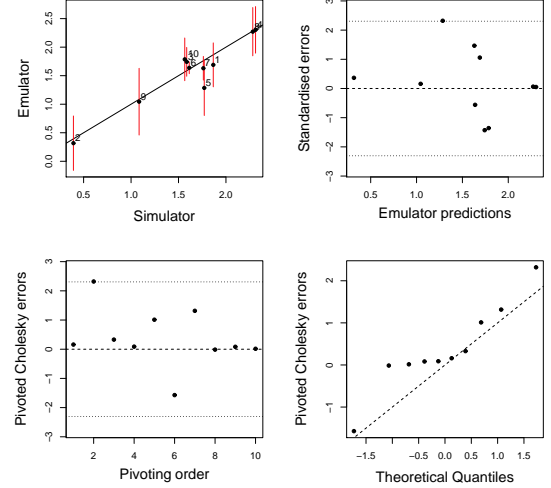 Emulator
2.5
2.0
1.5
1.0
0.5
0.0
2
9
10
6
7
1
5
0.5 1.0 1.5 2.0
Simulator
Standardised errors
3
2
1
0
−1
−2
−3
0.5 1.0 1.5 2.0
Emulator predictions
Pivoted Cholesky errors
3
2
1
0
−1
−2
−3
2 4 6 8 10
Pivoting order
Pivoted Cholesky errors
2
1
0
−1
−1.5 −0.5 0.0 0.5 1.0 1.5
Theoretical Quantiles